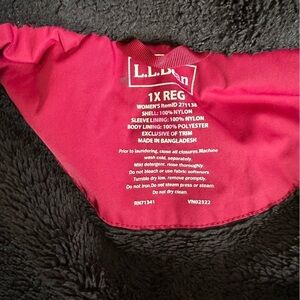 L.L.Bean
1X REG
WOMEN'S ItemID 271138
SHELL: 100% NYLON
SLEEVE LINING: 100% NYLON
BODY LINING: 100% POLYESTER
EXCLUSIVE OF TRIM
MADE IN BANGLADESH
Prior to laundering, close all closures. Machine
wash cold, separately.
Mild detergent, rinse thoroughly.
Do not bleach or use fabric softeners
Tumble dry low, remove promptly.
Do not iron. Do not steam press or steam.
Do not dry clean.
RN71341 VN02522